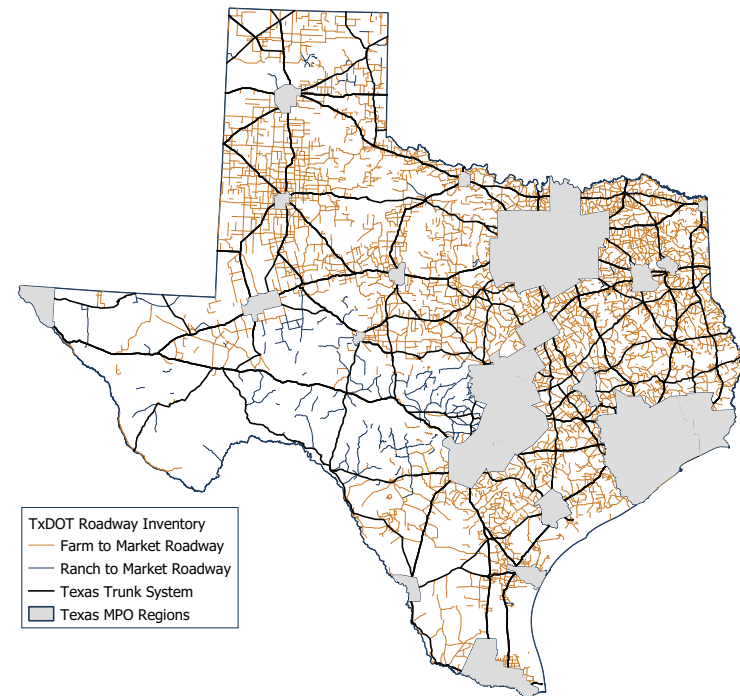 TxDOT Roadway Inventory
Farm to Market Roadway
Ranch to Market Roadway
Texas Trunk System
Texas MPO Regions